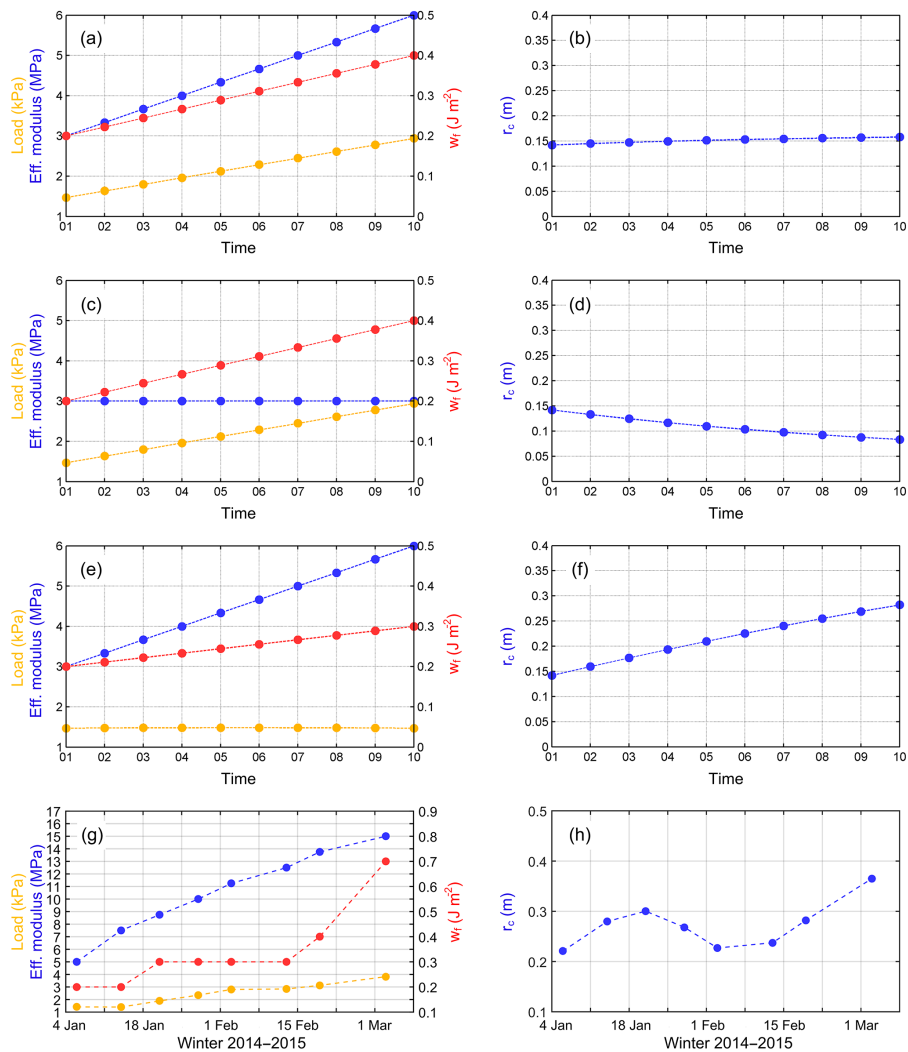 (a)
Load (kPa)
Eff. modulus (MPa)
6
5
4
3
2
1
0.5
0.4
0.3
0.2
0.1
0
w_f (J m⁻²)
01 02 03 04 05 06 07 08 09 10
Time
(b)
r_c (m)
0.4
0.35
0.3
0.25
0.2
0.15
0.1
0.05
0
01 02 03 04 05 06 07 08 09 10
Time
(c)
Load (kPa)
Eff. modulus (MPa)
6
5
4
3
2
1
0.5
0.4
0.3
0.2
0.1
0
w_f (J m⁻²)
01 02 03 04 05 06 07 08 09 10
Time
(d)
r_c (m)
0.4
0.35
0.3
0.25
0.2
0.15
0.1
0.05
0
01 02 03 04 05 06 07 08 09 10
Time
(e)
Load (kPa)
Eff. modulus (MPa)
6
5
4
3
2
1
0.5
0.4
0.3
0.2
0.1
0
w_f (J m⁻²)
01 02 03 04 05 06 07 08 09 10
Time
(f)
r_c (m)
0.4
0.35
0.3
0.25
0.2
0.15
0.1
0.05
0
01 02 03 04 05 06 07 08 09 10
Time
(g)
Load (kPa)
Eff. modulus (MPa)
17
16
15
14
13
12
11
10
9
8
7
6
5
4
3
2
1
0.9
0.8
0.7
0.6
0.5
0.4
0.3
0.2
0.1
w_f (J m⁻²)
4 Jan 18 Jan 1 Feb 15 Feb 1 Mar
Winter 2014–2015
(h)
r_c (m)
0.5
0.4
0.3
0.2
0.1
4 Jan 18 Jan 1 Feb 15 Feb 1 Mar
Winter 2014–2015